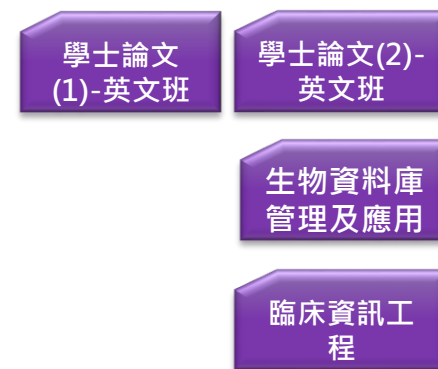 學士論文
(1)-英文班
學士論文(2)-
英文班
生物資料庫
管理及應用
臨床資訊工
程